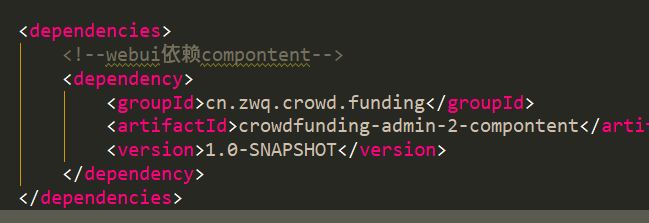 <dependencies>
<!--webui依赖compontent-->
<dependency>
<groupId>cn.zwq.crowd.funding</groupId>
<artifactId>crowdfunding-admin-2-compontent</arti
<version>1.0-SNAPSHOT</version>
</dependency>
</dependencies>